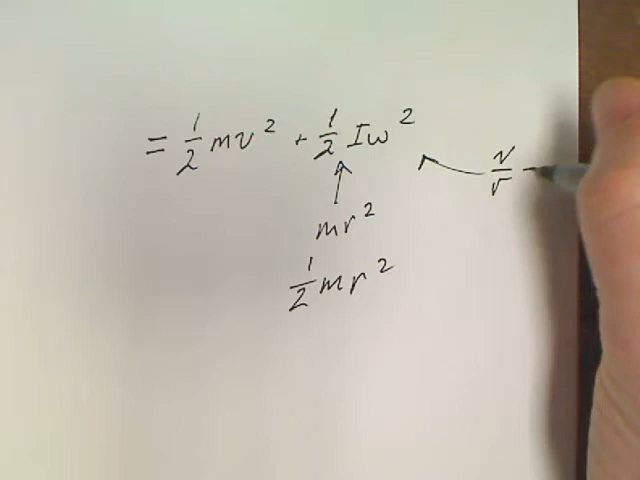 = 1/2 mv² + 1/2 Iω²
v/r -
mr²
1/2 mr²